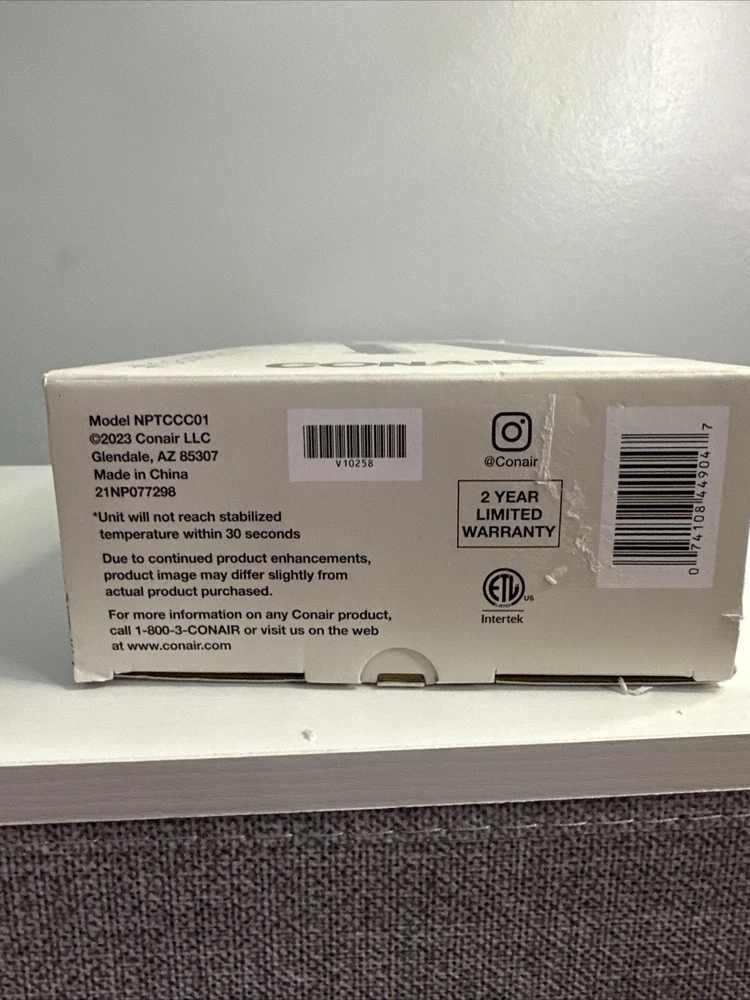 CONAIR
Model NPTCCC01
©2023 Conair LLC
Glendale, AZ 85307
Made in China
21NP077298
*Unit will not reach stabilized
temperature within 30 seconds
Due to continued product enhancements,
product image may differ slightly from
actual product purchased.
For more information on any Conair product,
call 1-800-3-CONAIR or visit us on the web
at www.conair.com
V10258
@Conair
2 YEAR
LIMITED
WARRANTY
ETL
LISTED
US
Intertek
0 74108 44904 7